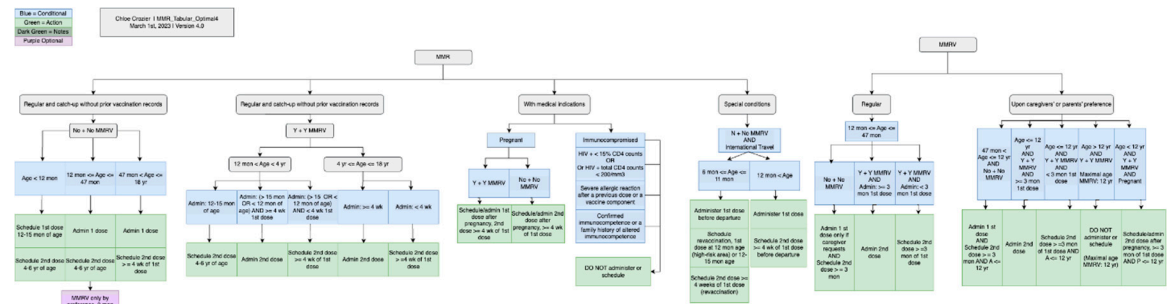 Blue = Conditional
Green = Action
Dark Green = Notes
Purple Optional
Chloe Crazier I MMR_Tabular_Optimal4
March 1st, 2023 I Version 4.0
MMR
MMRV
Regular and catch-up without prior vaccination records
Regular and catch-up without prior vaccination records
With medical indications
Special conditions
Regular
Upon caregivers' or parents' preference
No + No MMRV
Age < 12 mon
12 mon <= Age <= 47 mon
47 mon < Age <= 18 yr
Schedule 1st dose 12-15 mon of age
Admin 1 dose
Admin 1 dose
Schedule 2nd dose 4-6 yr of age
Schedule 2nd dose 4-6 yr of age
Schedule 2nd dose > = 4 wk of 1st dose
MMRV only by
Y + Y MMRV
12 mon < Age < 4 yr
4 yr <= Age <= 18 yr
Admin: 12-15 mon of age
Admin: (> 15 mon OR < 12 mon of age) AND >= 4 wk 1st dose
Admin: (> 15 OR < 12 mon of age) AND < 4 wk 1st dose
Admin: >= 4 wk
Admin: < 4 wk
Schedule 2nd dose 4-6 yr of age
Admin 2nd dose
Schedule 2nd dose >= 4 wk of 1st dose
Admin 2nd dose
Schedule 2nd dose >=4 wk of 1st dose
Pregnant
Y + Y MMRV
No + No MMRV
Schedule/admin 1st dose after pregnancy, 2nd dose >= 4 wk of 1st dose
Schedule/admin 2nd dose after pregnancy, >= 4 wk of 1st dose
Immunocompromised
HIV + < 15% CD4 counts
OR
Or HIV + total CD4 counts < 200/mm3
Severe allergic reaction after a previous dose or a vaccine component
Confirmed immunocompetence or a family history of altered immunocompetence
DO NOT administer or schedule
N + No MMRV
AND
International Travel
6 mon <= Age <= 11 mon
12 mon < Age
Administer 1st dose before departure
Administer 1st dose
Schedule revaccination, 1st dose at 12 mon age (high-risk area) or 12-15 mon age
Schedule 2nd dose >= 4 wk of 1st dose before departure
Schedule 2nd dose >= 4 weeks of 1st dose (revaccination)
12 mon <= Age <= 47 mon
No + No MMRV
Y + Y MMRV AND Admin: >= 3 mon 1st dose
Y + Y MMRV AND Admin: < 3 mon 1st dose
Admin 1 st dose only if caregiver requests AND Schedule 2nd dose > = 3 mon
Admin 2nd dose
Schedule 2nd dose > =3 mon of 1st dose
47 mon < Age <= 12 yr AND No + No MMRV
Age <= 12 yr AND Y + Y MMRV AND >= 3 mon 1st dose
Age <= 12 yr AND Y + Y MMRV AND < 3 mon 1st dose
Age > 12 yr AND Y + Y MMRV
Maximal age MMRV: 12 yr
Age < 12 yr AND Y + Y MMRV AND Pregnant
Admin 1 st dose AND Schedule 2nd dose > = 3 mon AND A <= 12 yr
Admin 2nd dose
Schedule 2nd dose > =3 mon of 1st dose AND A <= 12 yr
DO NOT administer or schedule
(Maximal age MMRV: 12 yr)
Schedule/admin 2nd dose after pregnancy, >= 3 mon of 1st dose AND P <= 12 yr